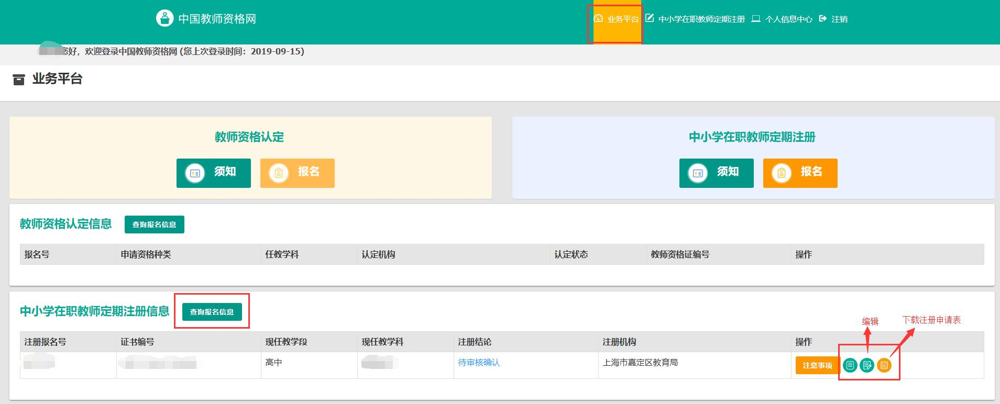 中国教师资格网
业务平台 中小学在职教师定期注册 个人信息中心 注销
您好，欢迎登录中国教师资格网 (您上次登录时间：2019-09-15)
业务平台
教师资格认定
须知 报名
中小学在职教师定期注册
须知 报名
教师资格认定信息 查询报名信息
报名号 申请资格种类 任教学科 认定机构 认定状态 教师资格证编号 操作
中小学在职教师定期注册信息 查询报名信息
编辑 下载注册申请表
注册报名号 证书编号 现任教学段 现任教学科 注册结论 注册机构 操作
高中 待审核确认 上海市嘉定区教育局 注意事项